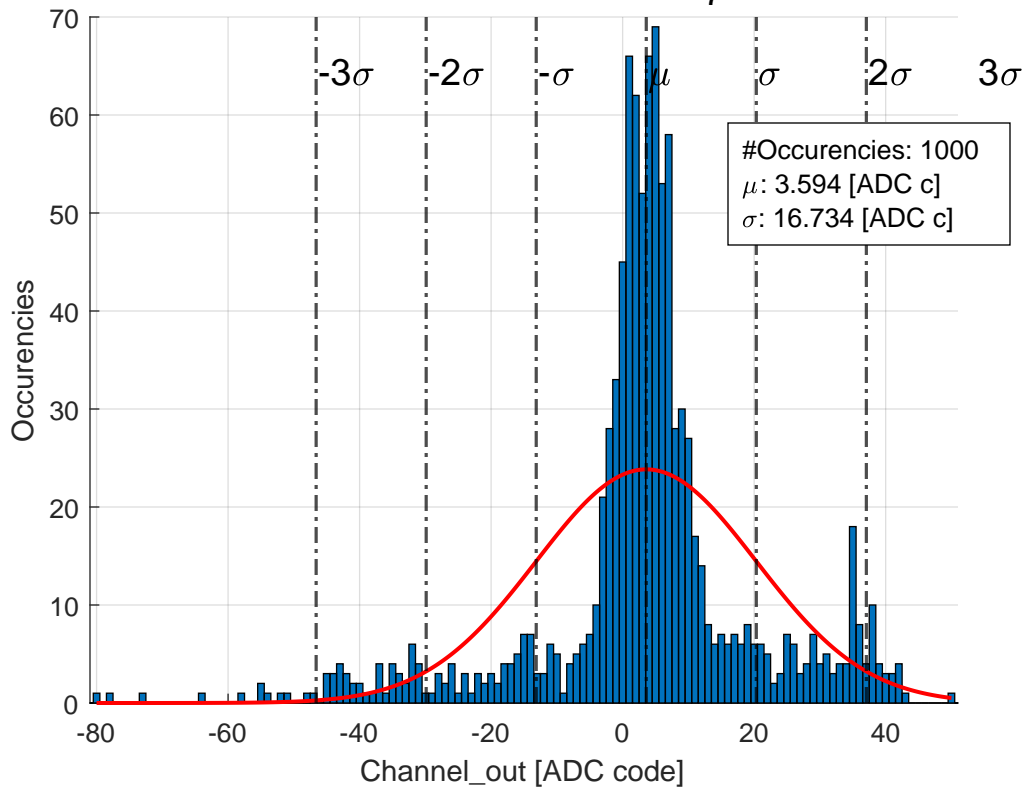 70
-3σ -2σ -σ μ σ 2σ 3σ
60
#Occurencies: 1000
μ: 3.594 [ADC c]
σ: 16.734 [ADC c]
50
40
30
20
10
0
Occurencies
-80 -60 -40 -20 0 20 40
Channel_out [ADC code]